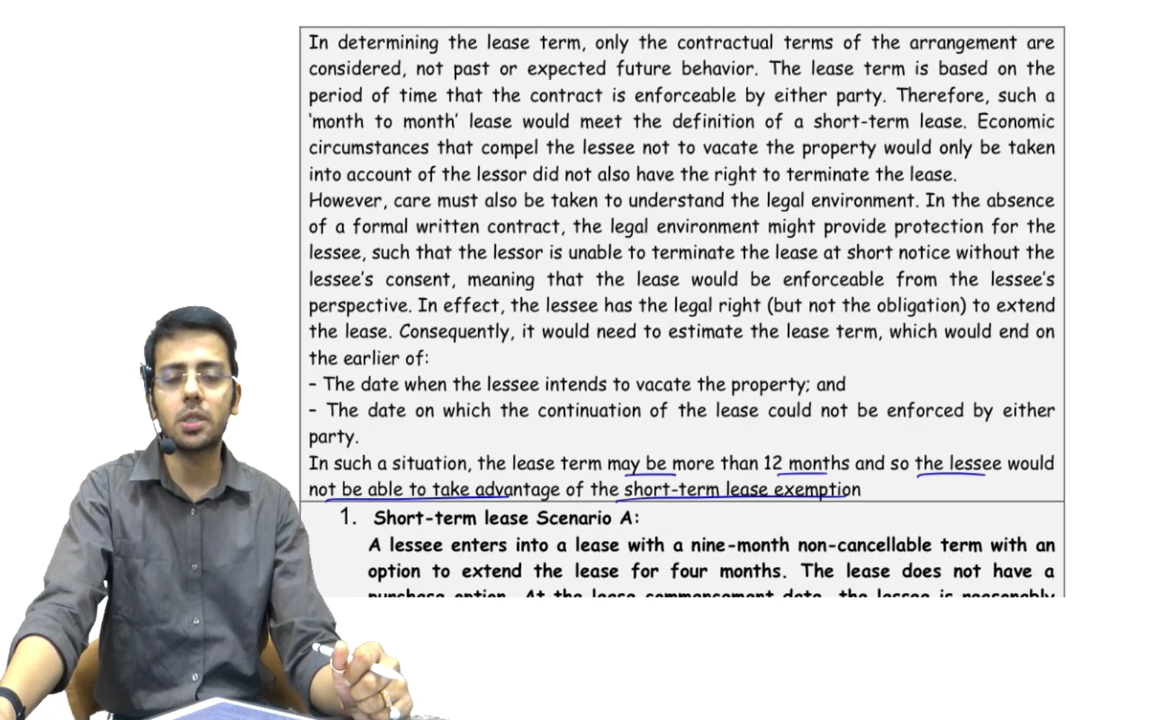 In determining the lease term, only the contractual terms of the arrangement are
considered, not past or expected future behavior. The lease term is based on the
period of time that the contract is enforceable by either party. Therefore, such a
'month to month' lease would meet the definition of a short-term lease. Economic
circumstances that compel the lessee not to vacate the property would only be taken
into account of the lessor did not also have the right to terminate the lease.
However, care must also be taken to understand the legal environment. In the absence
of a formal written contract, the legal environment might provide protection for the
lessee, such that the lessor is unable to terminate the lease at short notice without the
lessee's consent, meaning that the lease would be enforceable from the lessee's
perspective. In effect, the lessee has the legal right (but not the obligation) to extend
the lease. Consequently, it would need to estimate the lease term, which would end on
the earlier of:
- The date when the lessee intends to vacate the property; and
- The date on which the continuation of the lease could not be enforced by either
party.
In such a situation, the lease term may be more than 12 months and so the lessee would
not be able to take advantage of the short-term lease exemption
1. Short-term lease Scenario A:
A lessee enters into a lease with a nine-month non-cancellable term with an
option to extend the lease for four months. The lease does not have a
purchase option. At the lease commencement date, the lessee is reasonably